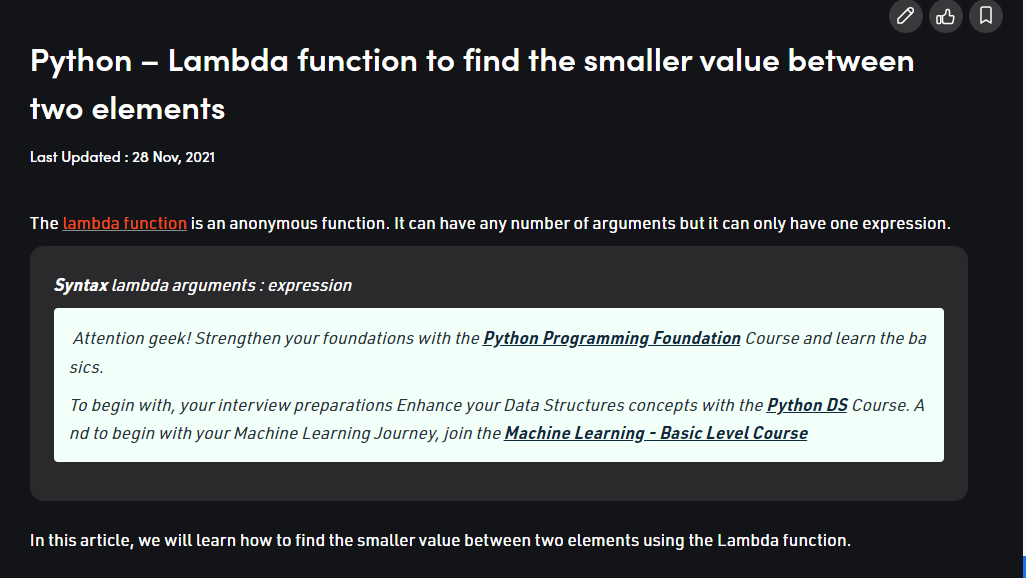 Python – Lambda function to find the smaller value between
two elements
Last Updated : 28 Nov, 2021
The lambda function is an anonymous function. It can have any number of arguments but it can only have one expression.
Syntax lambda arguments : expression
Attention geek! Strengthen your foundations with the Python Programming Foundation Course and learn the ba
sics.
To begin with, your interview preparations Enhance your Data Structures concepts with the Python DS Course. A
nd to begin with your Machine Learning Journey, join the Machine Learning - Basic Level Course
In this article, we will learn how to find the smaller value between two elements using the Lambda function.